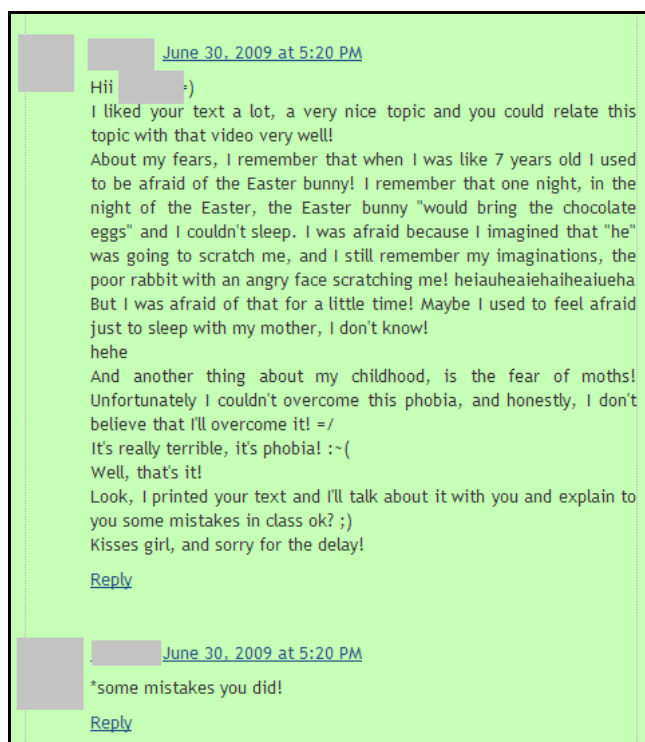 June 30, 2009 at 5:20 PM
Hii =)
I liked your text a lot, a very nice topic and you could relate this
topic with that video very well!
About my fears, I remember that when I was like 7 years old I used
to be afraid of the Easter bunny! I remember that one night, in the
night of the Easter, the Easter bunny "would bring the chocolate
eggs" and I couldn't sleep. I was afraid because I imagined that "he"
was going to scratch me, and I still remember my imaginations, the
poor rabbit with an angry face scratching me! heiauheaiehaiheaiueha
But I was afraid of that for a little time! Maybe I used to feel afraid
just to sleep with my mother, I don't know!
hehe
And another thing about my childhood, is the fear of moths!
Unfortunately I couldn't overcome this phobia, and honestly, I don't
believe that I'll overcome it! =/
It's really terrible, it's phobia! :~(
Well, that's it!
Look, I printed your text and I'll talk about it with you and explain to
you some mistakes in class ok? ;)
Kisses girl, and sorry for the delay!
Reply
June 30, 2009 at 5:20 PM
*some mistakes you did!
Reply